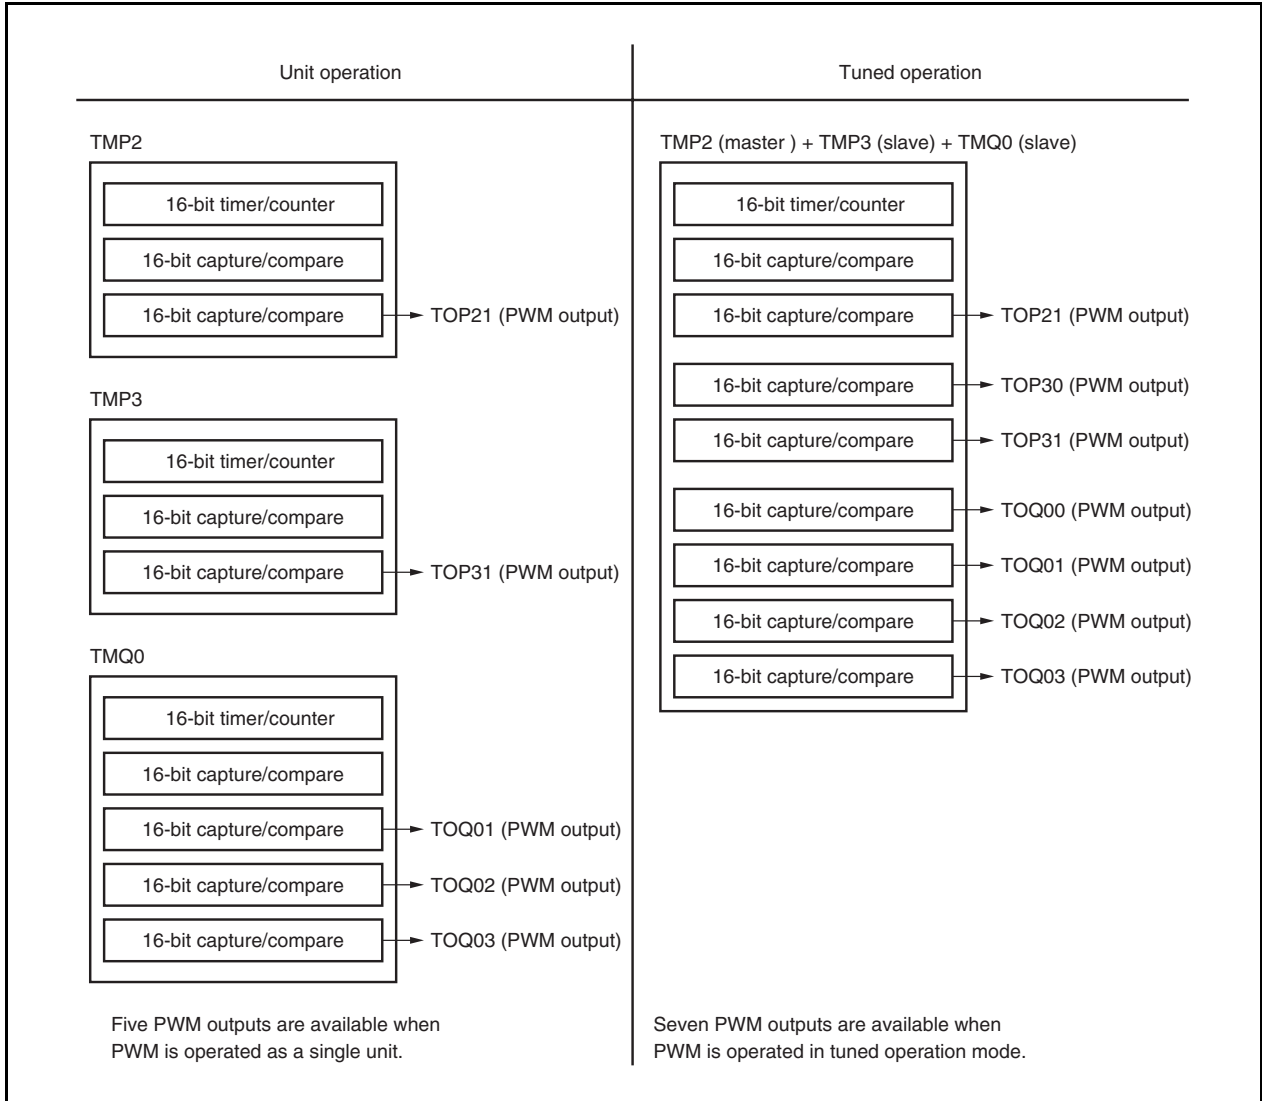 Unit operation
Tuned operation
TMP2
16-bit timer/counter
16-bit capture/compare
16-bit capture/compare
TOP21 (PWM output)
TMP3
16-bit timer/counter
16-bit capture/compare
16-bit capture/compare
TOP31 (PWM output)
TMQ0
16-bit timer/counter
16-bit capture/compare
16-bit capture/compare
TOQ01 (PWM output)
16-bit capture/compare
TOQ02 (PWM output)
16-bit capture/compare
TOQ03 (PWM output)
Five PWM outputs are available when
PWM is operated as a single unit.
TMP2 (master ) + TMP3 (slave) + TMQ0 (slave)
16-bit timer/counter
16-bit capture/compare
16-bit capture/compare
TOP21 (PWM output)
16-bit capture/compare
TOP30 (PWM output)
16-bit capture/compare
TOP31 (PWM output)
16-bit capture/compare
TOQ00 (PWM output)
16-bit capture/compare
TOQ01 (PWM output)
16-bit capture/compare
TOQ02 (PWM output)
16-bit capture/compare
TOQ03 (PWM output)
Seven PWM outputs are available when
PWM is operated in tuned operation mode.